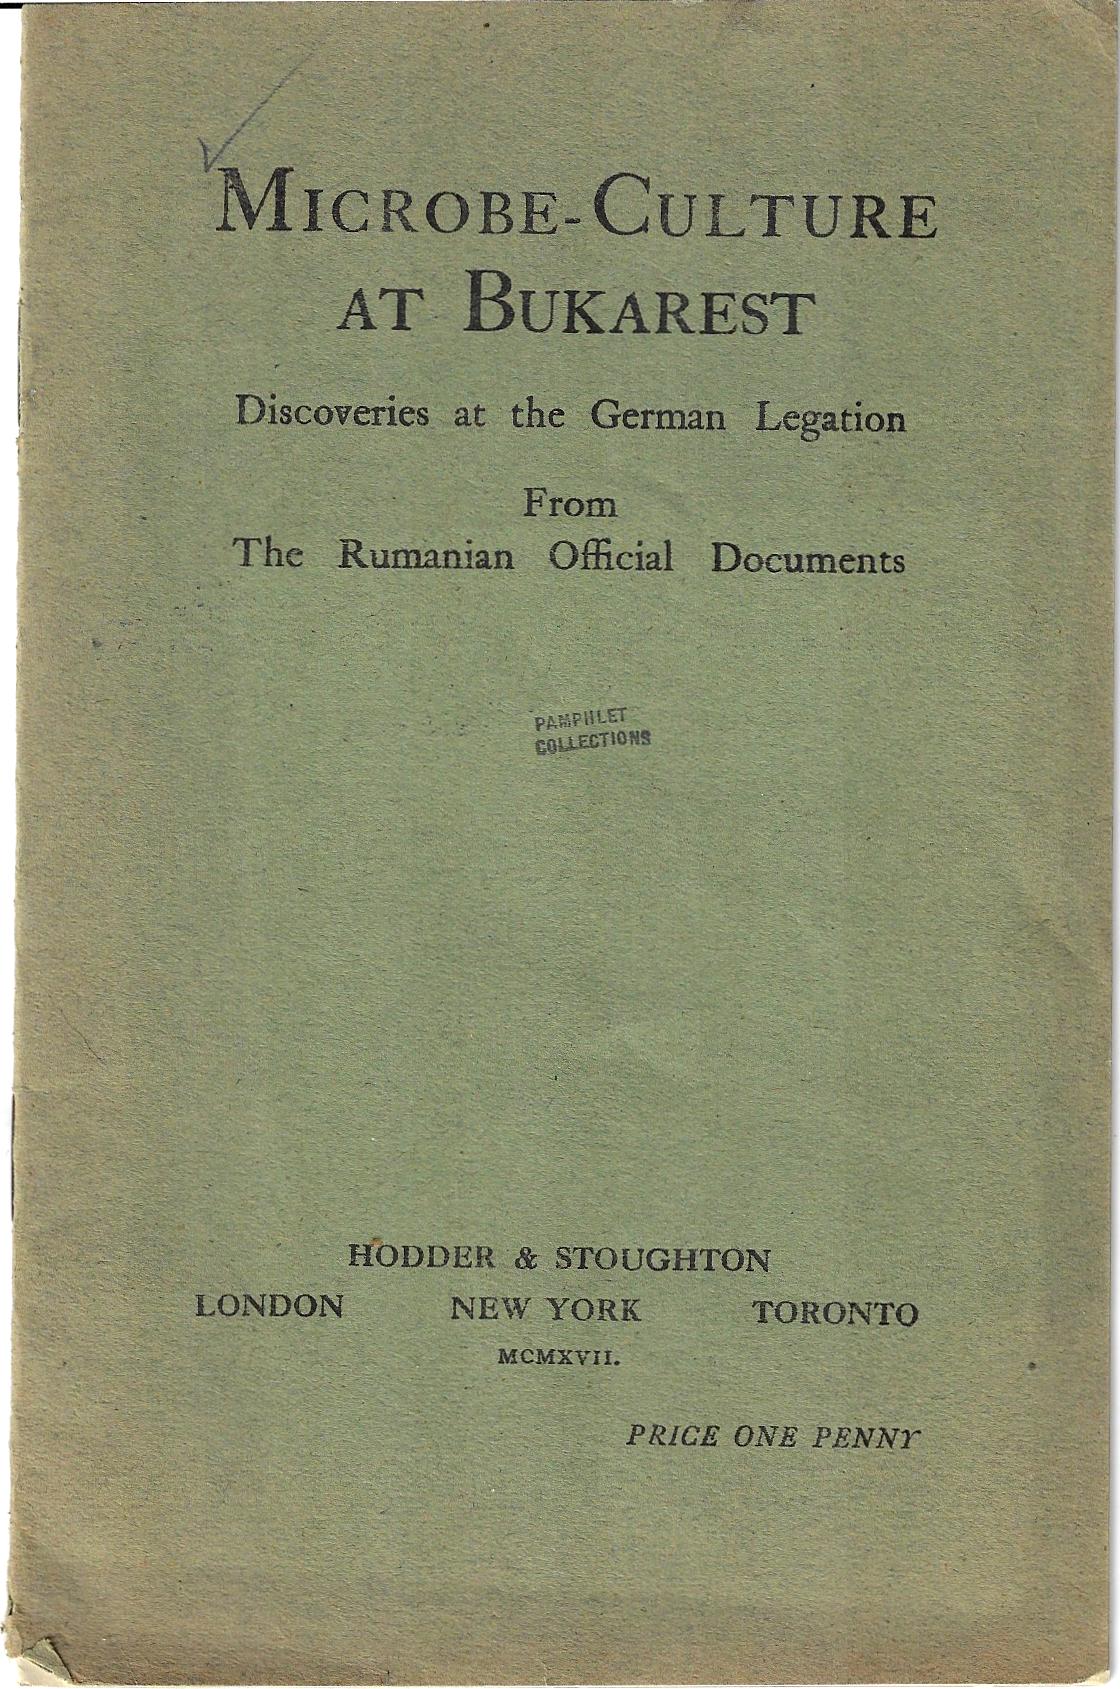 MICROBE-CULTURE
AT BUKAREST
Discoveries at the German Legation
From
The Rumanian Official Documents
PAMPHLET
COLLECTIONS
HODDER & STOUGHTON
LONDON NEW YORK TORONTO
MCMXVII.
PRICE ONE PENNY